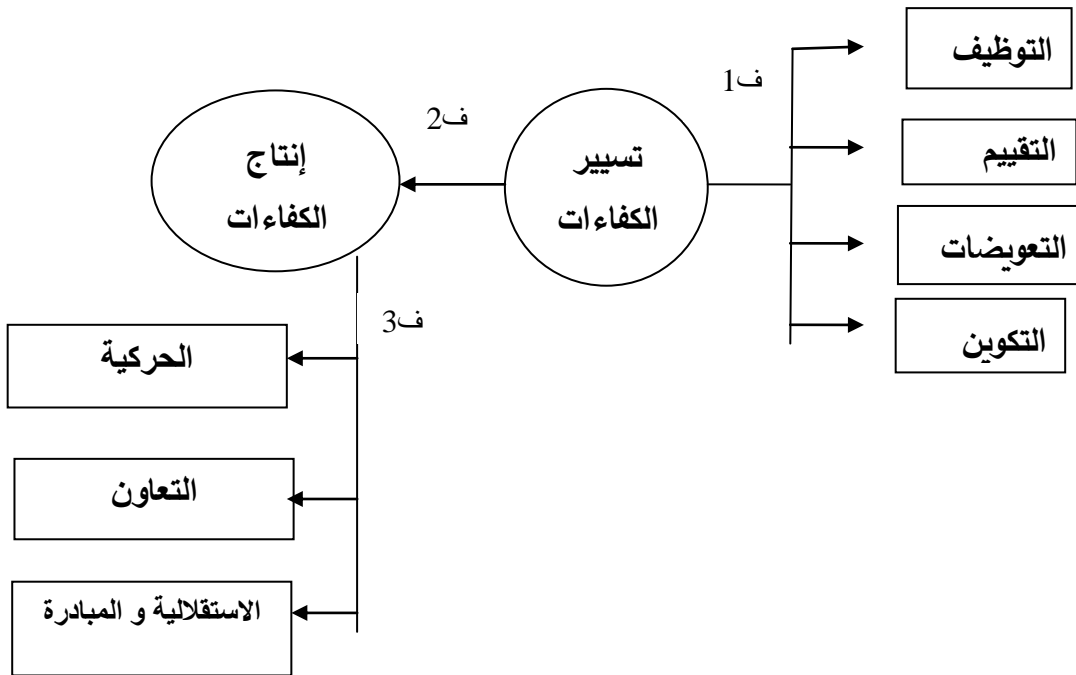 التوظيف
ف1
ف2
التقييم
تسيير
الكفاءات
إنتاج
الكفاءات
التعويضات
التكوين
ف3
الحركية
التعاون
الاستقلالية و المبادرة